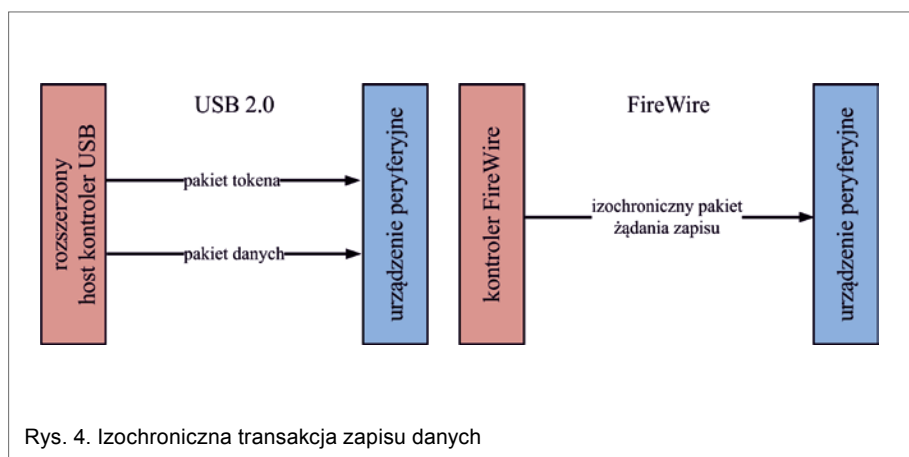 USB 2.0
rozszerzony
host kontroler USB
pakiet tokena
pakiet danych
urządzenie peryferyjne
FireWire
kontroler FireWire
izochroniczny pakiet
żądania zapisu
urządzenie peryferyjne
Rys. 4. Izochroniczna transakcja zapisu danych